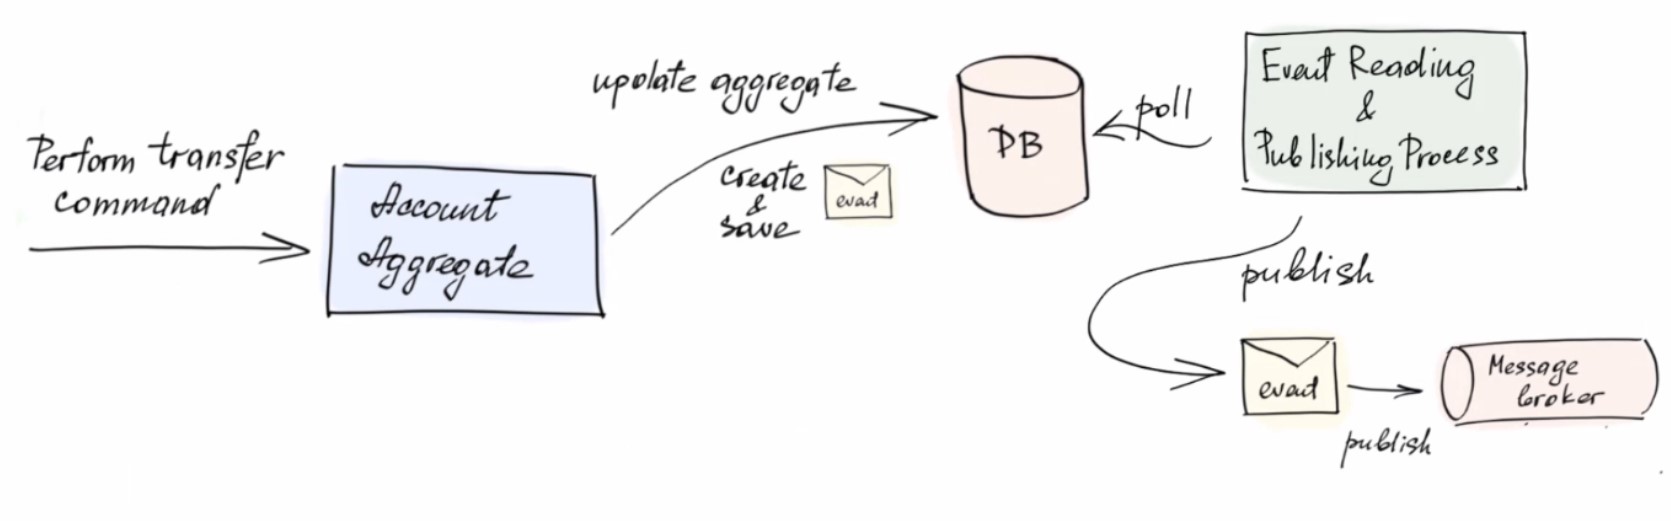 Perform transfer
command
Account
Aggregate
update aggregate
create
&
save
event
DB
poll
Event Reading
&
Publishing Process
publish
event
publish
Message
broker